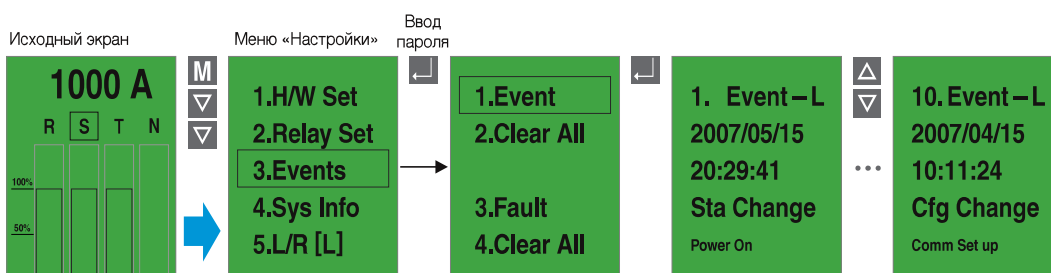 Исходный экран
1000 A
R S T N
100%
50%
M
Меню «Настройки»
1.H/W Set
2.Relay Set
3.Events
4.Sys Info
5.L/R [L]
Ввод
пароля
1.Event
2.Clear All
3.Fault
4.Clear All
1. Event–L
2007/05/15
20:29:41
Sta Change
Power On
...
10. Event–L
2007/04/15
10:11:24
Cfg Change
Comm Set up